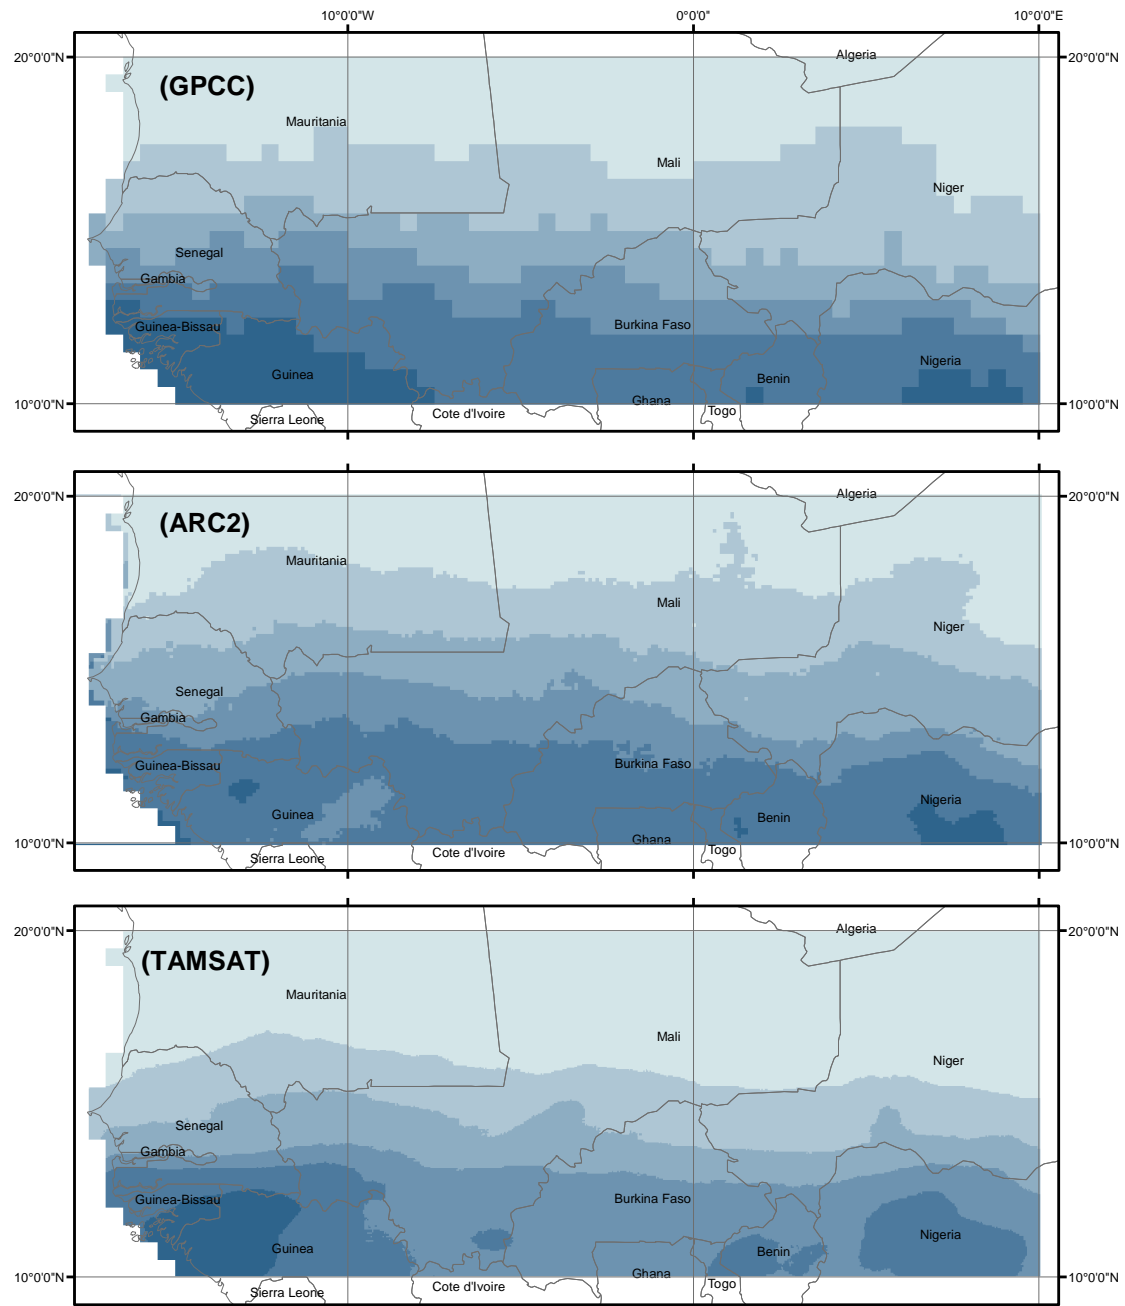 10°0'0"W 0°0'0" 10°0'0"E
Algeria
20°0'0"N 20°0'0"N
(GPCC)
Mauritania
Mali
Niger
Senegal
Gambia
Guinea-Bissau Burkina Faso
Nigeria
Guinea Benin
10°0'0"N Ghana 10°0'0"N
Sierra Leone Cote d'Ivoire Togo
Algeria
20°0'0"N 20°0'0"N
(ARC2)
Mauritania
Mali
Niger
Senegal
Gambia
Guinea-Bissau Burkina Faso
Nigeria
Guinea Benin
10°0'0"N Ghana 10°0'0"N
Sierra Leone Cote d'Ivoire Togo
Algeria
20°0'0"N 20°0'0"N
(TAMSAT)
Mauritania
Mali
Niger
Senegal
Gambia
Guinea-Bissau Burkina Faso
Nigeria
Guinea Benin
10°0'0"N Ghana 10°0'0"N
Sierra Leone Cote d'Ivoire Togo